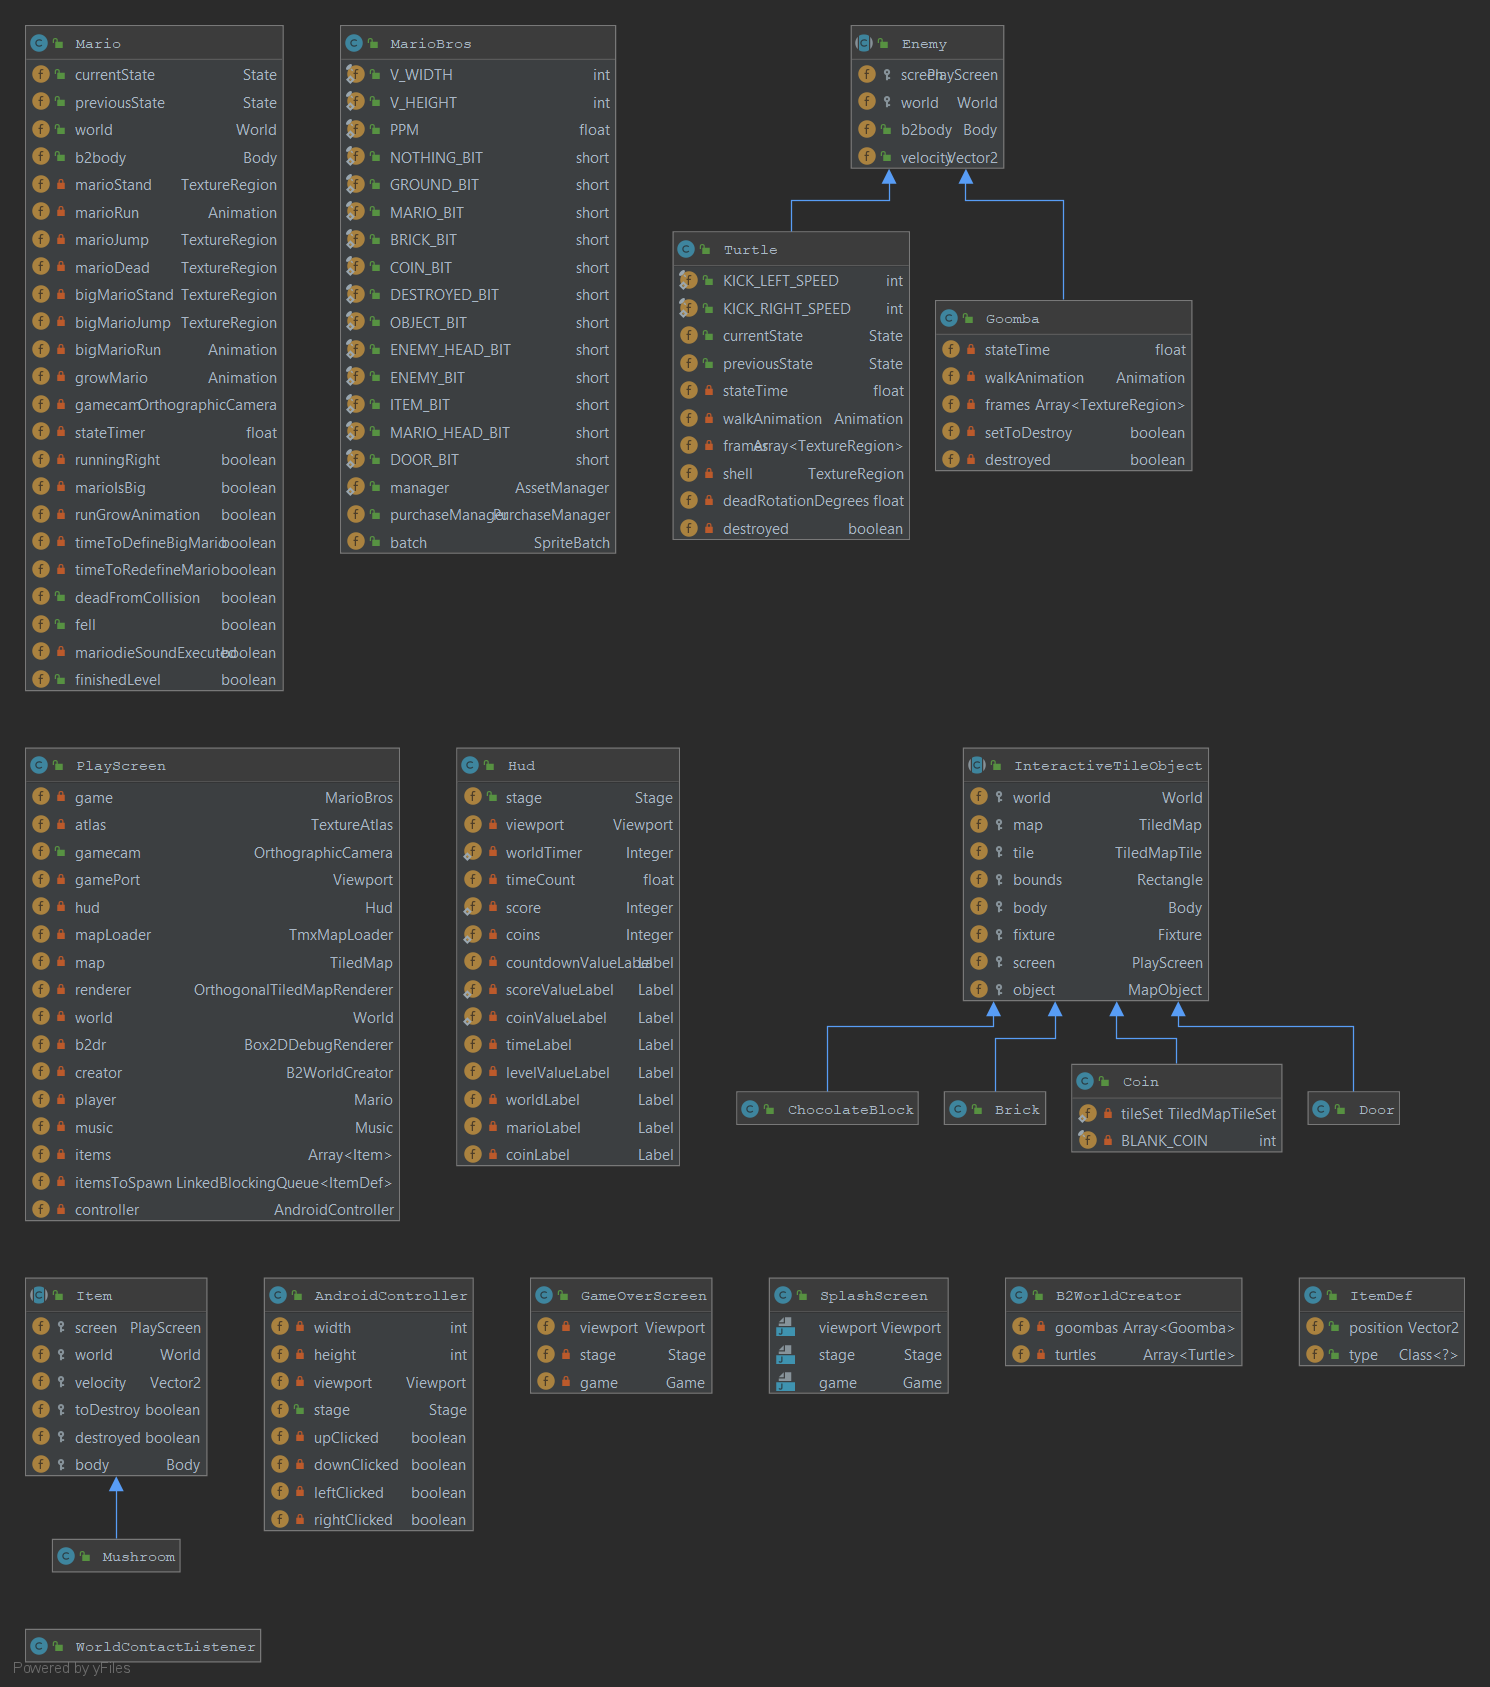 Mario
currentState State
previousState State
world World
b2body Body
marioStand TextureRegion
marioRun Animation
marioJump TextureRegion
marioDead TextureRegion
bigMarioStand TextureRegion
bigMarioJump TextureRegion
bigMarioRun Animation
growMario Animation
gamecam OrthographicCamera
stateTimer float
runningRight boolean
marioIsBig boolean
runGrowAnimation boolean
timeToDefineBigMario boolean
timeToRedefineMario boolean
deadFromCollision boolean
fell boolean
mariodieSoundExecuted boolean
finishedLevel boolean
MarioBros
V_WIDTH int
V_HEIGHT int
PPM float
NOTHING_BIT short
GROUND_BIT short
MARIO_BIT short
BRICK_BIT short
COIN_BIT short
DESTROYED_BIT short
OBJECT_BIT short
ENEMY_HEAD_BIT short
ENEMY_BIT short
ITEM_BIT short
MARIO_HEAD_BIT short
DOOR_BIT short
manager AssetManager
purchaseManager PurchaseManager
batch SpriteBatch
Enemy
screen PlayScreen
world World
b2body Body
velocity Vector2
Turtle
KICK_LEFT_SPEED int
KICK_RIGHT_SPEED int
currentState State
previousState State
stateTime float
walkAnimation Animation
frames Array<TextureRegion>
shell TextureRegion
deadRotationDegrees float
destroyed boolean
Goomba
stateTime float
walkAnimation Animation
frames Array<TextureRegion>
setToDestroy boolean
destroyed boolean
PlayScreen
game MarioBros
atlas TextureAtlas
gamecam OrthographicCamera
gamePort Viewport
hud Hud
mapLoader TmxMapLoader
map TiledMap
renderer OrthogonalTiledMapRenderer
world World
b2dr Box2DDebugRenderer
creator B2WorldCreator
player Mario
music Music
items Array<Item>
itemsToSpawn LinkedBlockingQueue<ItemDef>
controller AndroidController
Hud
stage Stage
viewport Viewport
worldTimer Integer
timeCount float
score Integer
coins Integer
countdownValueLabel Label
scoreValueLabel Label
coinValueLabel Label
timeLabel Label
levelValueLabel Label
worldLabel Label
marioLabel Label
coinLabel Label
InteractiveTileObject
world World
map TiledMap
tile TiledMapTile
bounds Rectangle
body Body
fixture Fixture
screen PlayScreen
object MapObject
ChocolateBlock
Brick
Coin
tileSet TiledMapTileSet
BLANK_COIN int
Door
Item
screen PlayScreen
world World
velocity Vector2
toDestroy boolean
destroyed boolean
body Body
Mushroom
AndroidController
width int
height int
viewport Viewport
stage Stage
upClicked boolean
downClicked boolean
leftClicked boolean
rightClicked boolean
GameOverScreen
viewport Viewport
stage Stage
game Game
SplashScreen
viewport Viewport
stage Stage
game Game
B2WorldCreator
goombas Array<Goomba>
turtles Array<Turtle>
ItemDef
position Vector2
type Class<?>
WorldContactListener
Powered by yFiles